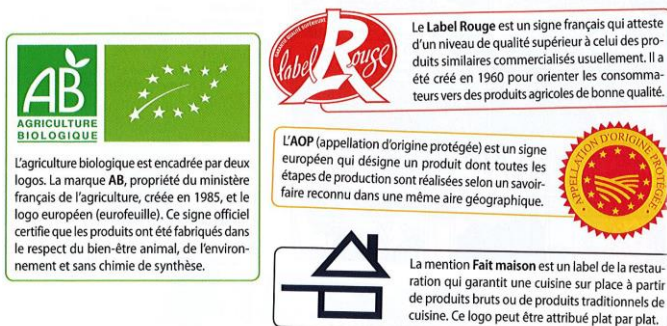 AB
AGRICULTURE
BIOLOGIQUE
L'agriculture biologique est encadrée par deux
logos. La marque AB, propriété du ministère
français de l'agriculture, créée en 1985, et le
logo européen (eurofeuille). Ce signe officiel
certifie que les produits ont été fabriqués dans
le respect du bien-être animal, de l'environ-
nement et sans chimie de synthèse.
label Rouge
Le Label Rouge est un signe français qui atteste
d'un niveau de qualité supérieur à celui des pro-
duits similaires commercialisés usuellement. Il a
été créé en 1960 pour orienter les consomma-
teurs vers des produits agricoles de bonne qualité.
L'AOP (appellation d'origine protégée) est un signe
européen qui désigne un produit dont toutes les
étapes de production sont réalisées selon un savoir-
faire reconnu dans une même aire géographique.
APPELLATION D'ORIGINE PROTÉGÉE
La mention Fait maison est un label de la restau-
ration qui garantit une cuisine sur place à partir
de produits bruts ou de produits traditionnels de
cuisine. Ce logo peut être attribué plat par plat.